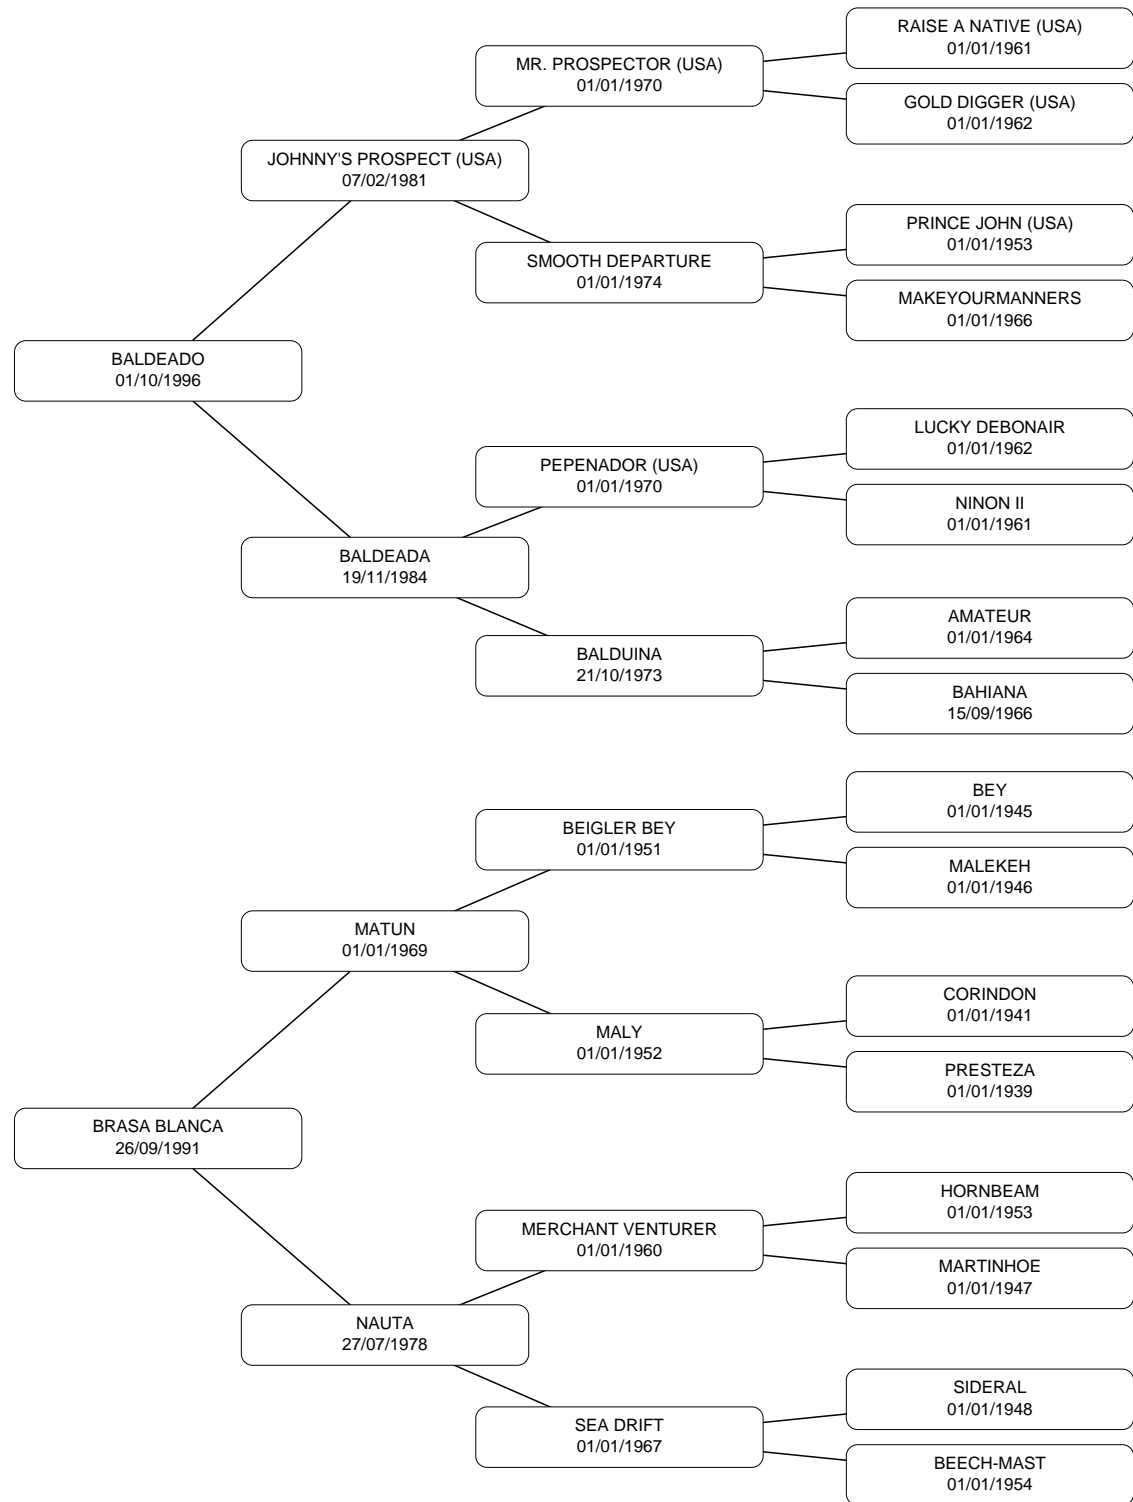 RAISE A NATIVE (USA)
01/01/1961
MR. PROSPECTOR (USA)
01/01/1970
GOLD DIGGER (USA)
01/01/1962
JOHNNY'S PROSPECT (USA)
07/02/1981
PRINCE JOHN (USA)
01/01/1953
SMOOTH DEPARTURE
01/01/1974
MAKEYOURMANNERS
01/01/1966
BALDEADO
01/10/1996
LUCKY DEBONAIR
01/01/1962
PEPENADOR (USA)
01/01/1970
NINON II
01/01/1961
BALDEADA
19/11/1984
AMATEUR
01/01/1964
BALDUINA
21/10/1973
BAHIANA
15/09/1966
BEY
01/01/1945
BEIGLER BEY
01/01/1951
MALEKEH
01/01/1946
MATUN
01/01/1969
CORINDON
01/01/1941
MALY
01/01/1952
PRESTEZA
01/01/1939
BRASA BLANCA
26/09/1991
HORNBEAM
01/01/1953
MERCHANT VENTURER
01/01/1960
MARTINHOE
01/01/1947
NAUTA
27/07/1978
SIDERAL
01/01/1948
SEA DRIFT
01/01/1967
BEECH-MAST
01/01/1954